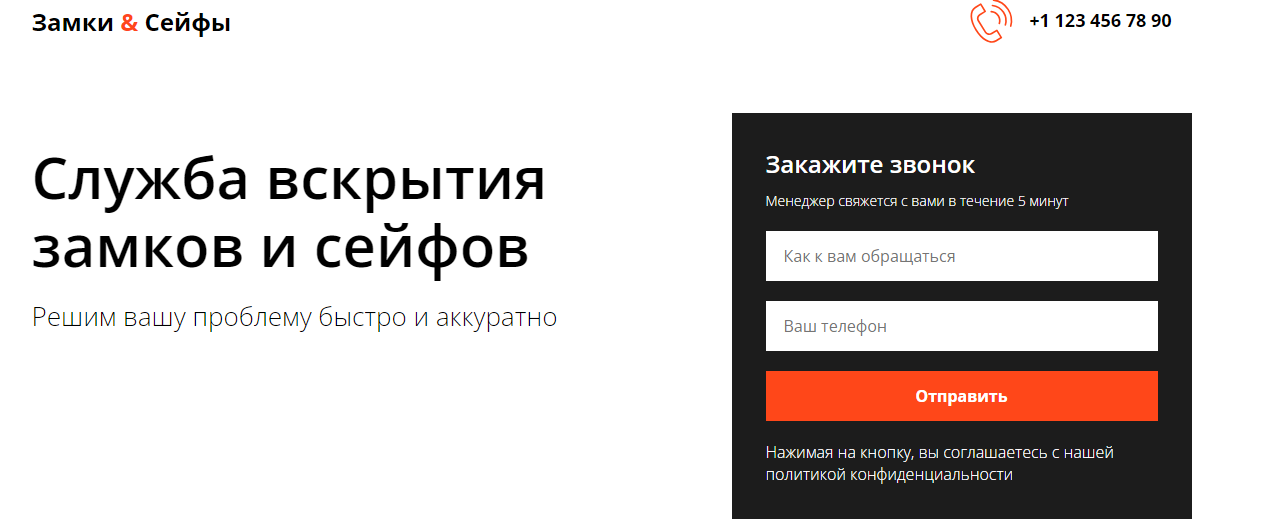 Замки & Сейфы
+1 123 456 78 90
Служба вскрытия
замков и сейфов
Решим вашу проблему быстро и аккуратно
Закажите звонок
Менеджер свяжется с вами в течение 5 минут
Как к вам обращаться
Ваш телефон
Отправить
Нажимая на кнопку, вы соглашаетесь с нашей
политикой конфиденциальности